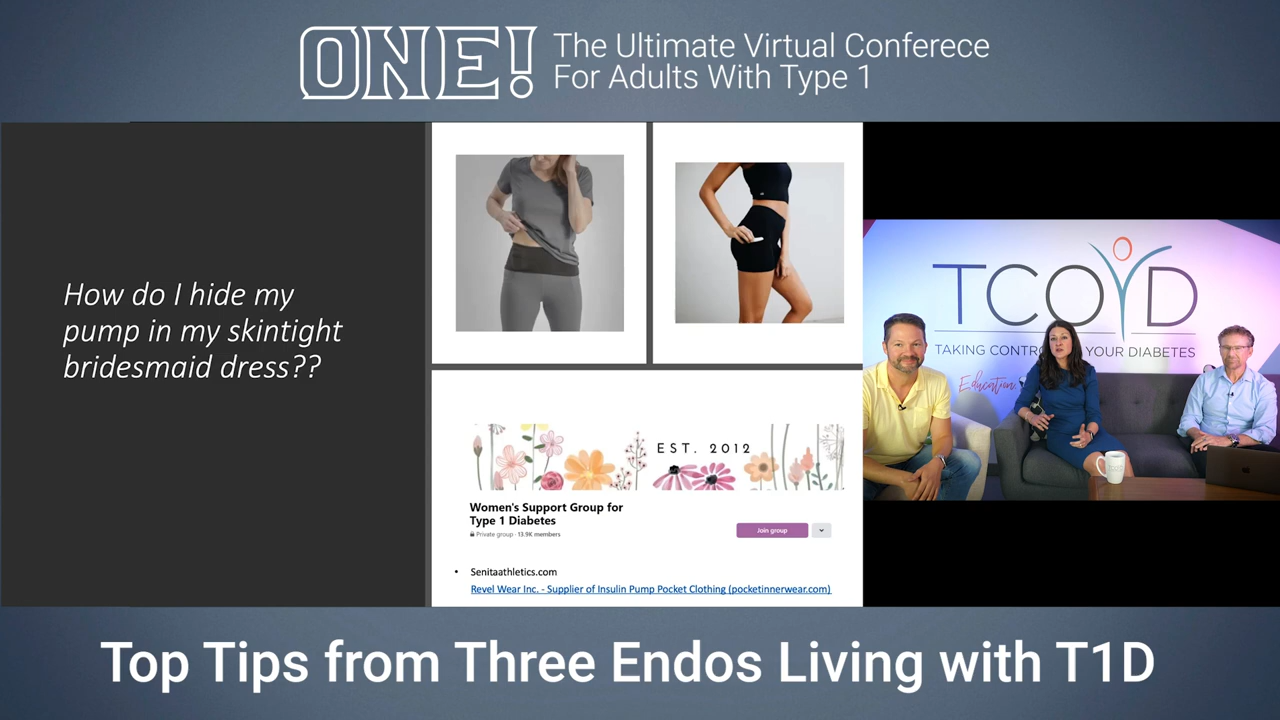 ONE!
The Ultimate Virtual Conferece
For Adults With Type 1
How do I hide my
pump in my skintight
bridesmaid dress??
EST. 2012
Women's Support Group for
Type 1 Diabetes
Private group · 13.9K members
Join group
• Senitaathletics.com
Revel Wear Inc. - Supplier of Insulin Pump Pocket Clothing (pocketinnerwear.com)
TCOYD
TAKING CONTRO YOUR DIABETES
Education.
Top Tips from Three Endos Living with T1D